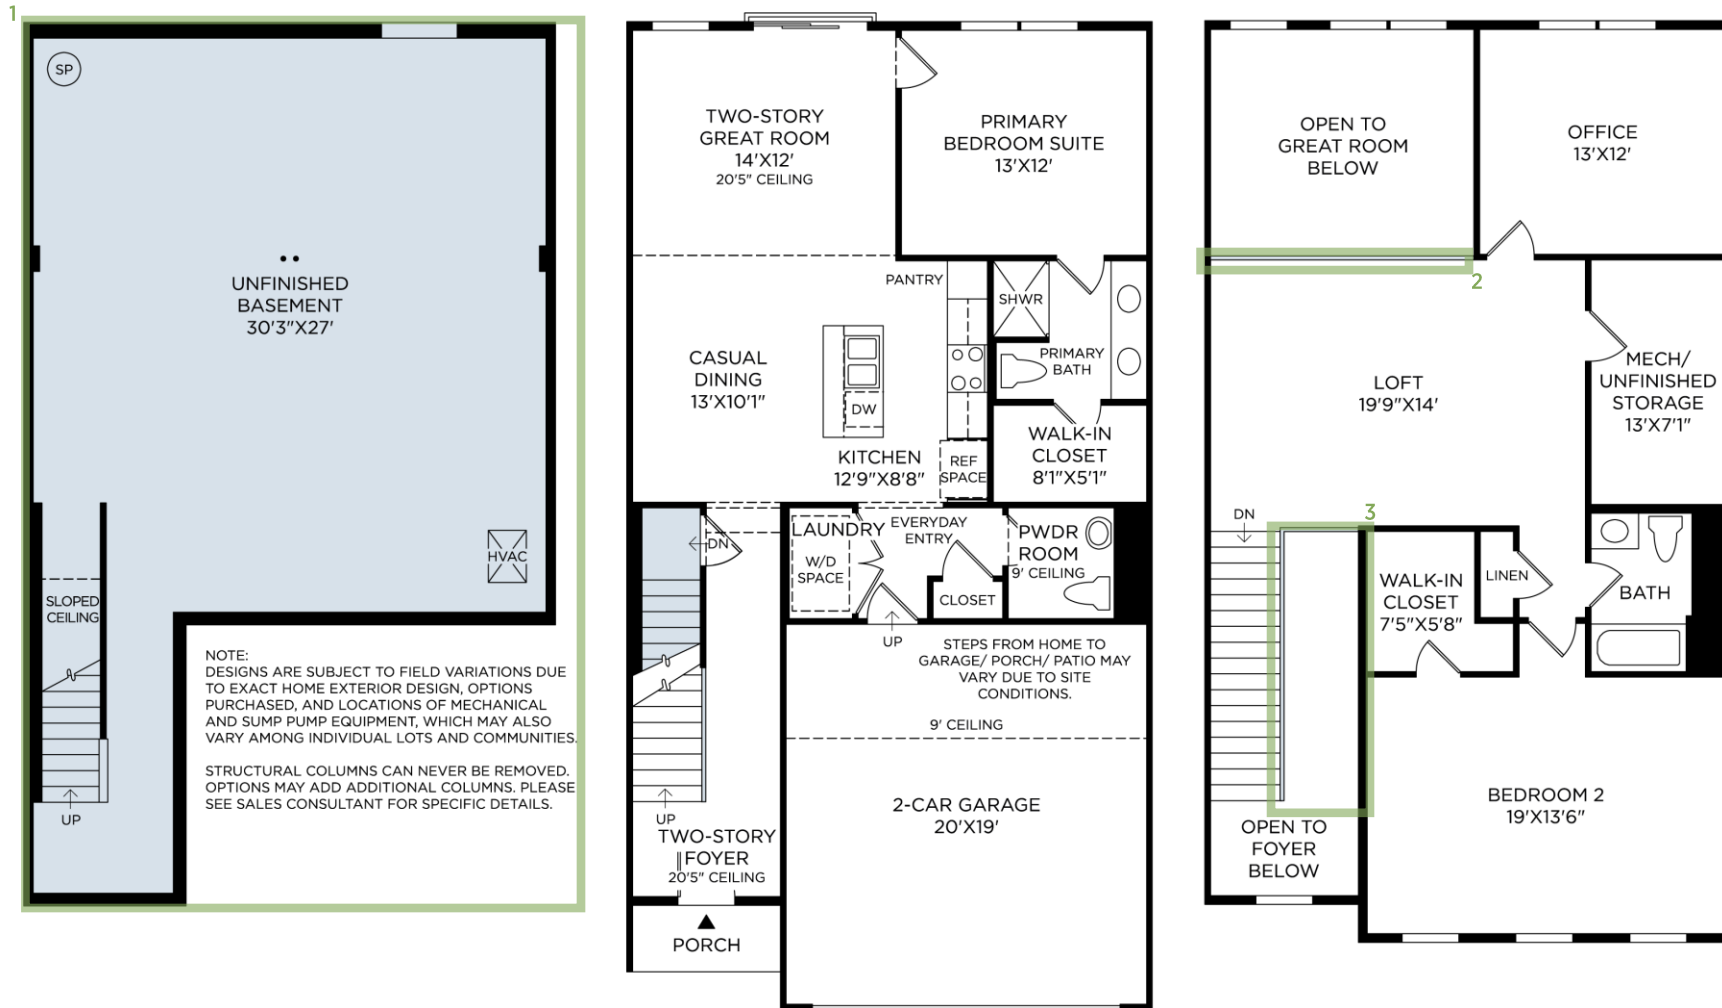 1
SP
UNFINISHED
BASEMENT
30'3"X27'
HVAC
SLOPED
CEILING
UP
NOTE:
DESIGNS ARE SUBJECT TO FIELD VARIATIONS DUE
TO EXACT HOME EXTERIOR DESIGN, OPTIONS
PURCHASED, AND LOCATIONS OF MECHANICAL
AND SUMP PUMP EQUIPMENT, WHICH MAY ALSO
VARY AMONG INDIVIDUAL LOTS AND COMMUNITIES.
STRUCTURAL COLUMNS CAN NEVER BE REMOVED.
OPTIONS MAY ADD ADDITIONAL COLUMNS. PLEASE
SEE SALES CONSULTANT FOR SPECIFIC DETAILS.
TWO-STORY
GREAT ROOM
14'X12'
20'5" CEILING
PRIMARY
BEDROOM SUITE
13'X12'
PANTRY
SHWR
PRIMARY
BATH
CASUAL
DINING
13'X10'1"
DW
KITCHEN
12'9"X8'8"
REF
SPACE
WALK-IN
CLOSET
8'1"X5'1"
DN
LAUNDRY
W/D
SPACE
EVERYDAY
ENTRY
PWDR
ROOM
9' CEILING
CLOSET
UP
STEPS FROM HOME TO
GARAGE/ PORCH/ PATIO MAY
VARY DUE TO SITE
CONDITIONS.
9' CEILING
2-CAR GARAGE
20'X19'
UP
TWO-STORY
FOYER
20'5" CEILING
PORCH
OPEN TO
GREAT ROOM
BELOW
OFFICE
13'X12'
2
LOFT
19'9"X14'
MECH/
UNFINISHED
STORAGE
13'X7'1"
DN
3
WALK-IN
CLOSET
7'5"X5'8"
LINEN
BATH
BEDROOM 2
19'X13'6"
OPEN TO
FOYER
BELOW